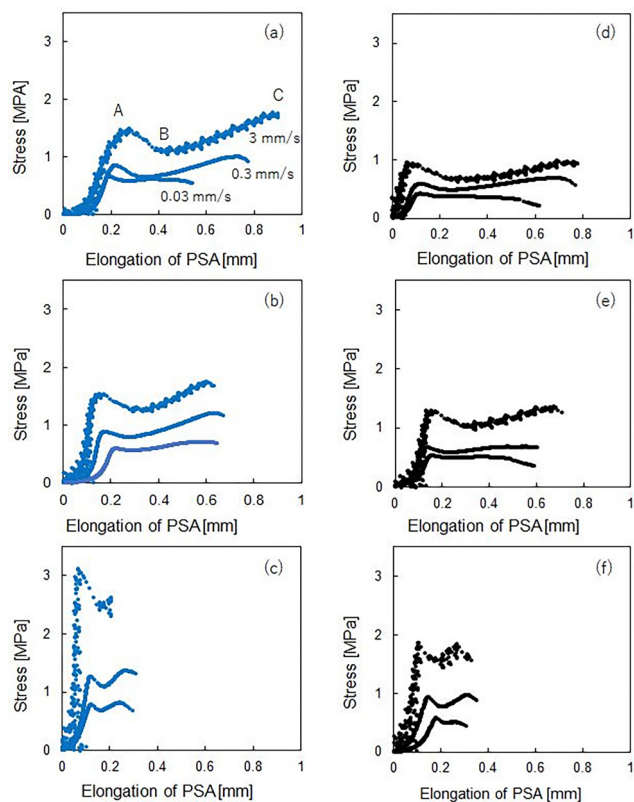 (a)
Stress [MPA]
3
2
1
0
A
B
C
3 mm/s
0.3 mm/s
0.03 mm/s
0 0.2 0.4 0.6 0.8 1
Elongation of PSA[mm]
(d)
Stress [MPa]
4
3
2
1
0
0 0.2 0.4 0.6 0.8 1
Elongation of PSA[mm]
(b)
Stress [MPa]
3
2
1
0
0 0.2 0.4 0.6 0.8 1
Elongation of PSA[mm]
(e)
Stress [MPa]
3
2
1
0
0 0.2 0.4 0.6 0.8 1
Elongation of PSA[mm]
(c)
Stress [MPa]
3
2
1
0
0 0.2 0.4 0.6 0.8 1
Elongation of PSA[mm]
(f)
Stress [MPa]
3
2
1
0
0 0.2 0.4 0.6 0.8 1
Elongation of PSA[mm]